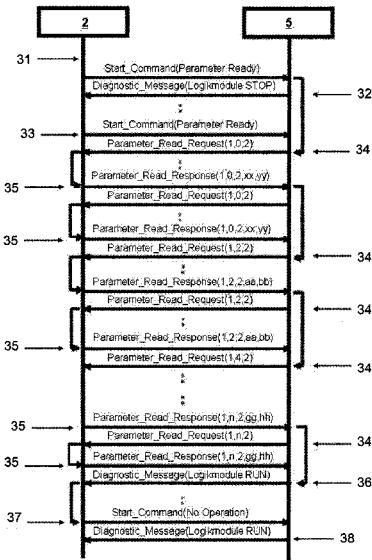 2 5
31
Start_Command(Parameter Ready)
Diagnostic_Message(Logikmodule STOP)
32
33
Start_Command(Parameter Ready)
Parameter_Read_Request(1,0,2)
34
35
Parameter_Read_Response(1,0,2,xx,yy)
Parameter_Read_Request(1,0,2)
35
Parameter_Read_Response(1,0,2,xx,yy)
Parameter_Read_Request(1,2,2)
34
Parameter_Read_Response(1,2,2,aa,bb)
Parameter_Read_Request(1,2,2)
34
35
Parameter_Read_Response(1,2,2,aa,bb)
Parameter_Read_Request(1,4,2)
34
35
Parameter_Read_Response(1,n,2,gg,hh)
Parameter_Read_Request(1,n,2)
34
35
Parameter_Read_Response(1,n,2,gg,hh)
Diagnostic_Message(Logikmodule RUN)
36
37
Start_Command(No Operation)
Diagnostic_Message(Logikmodule RUN)
38